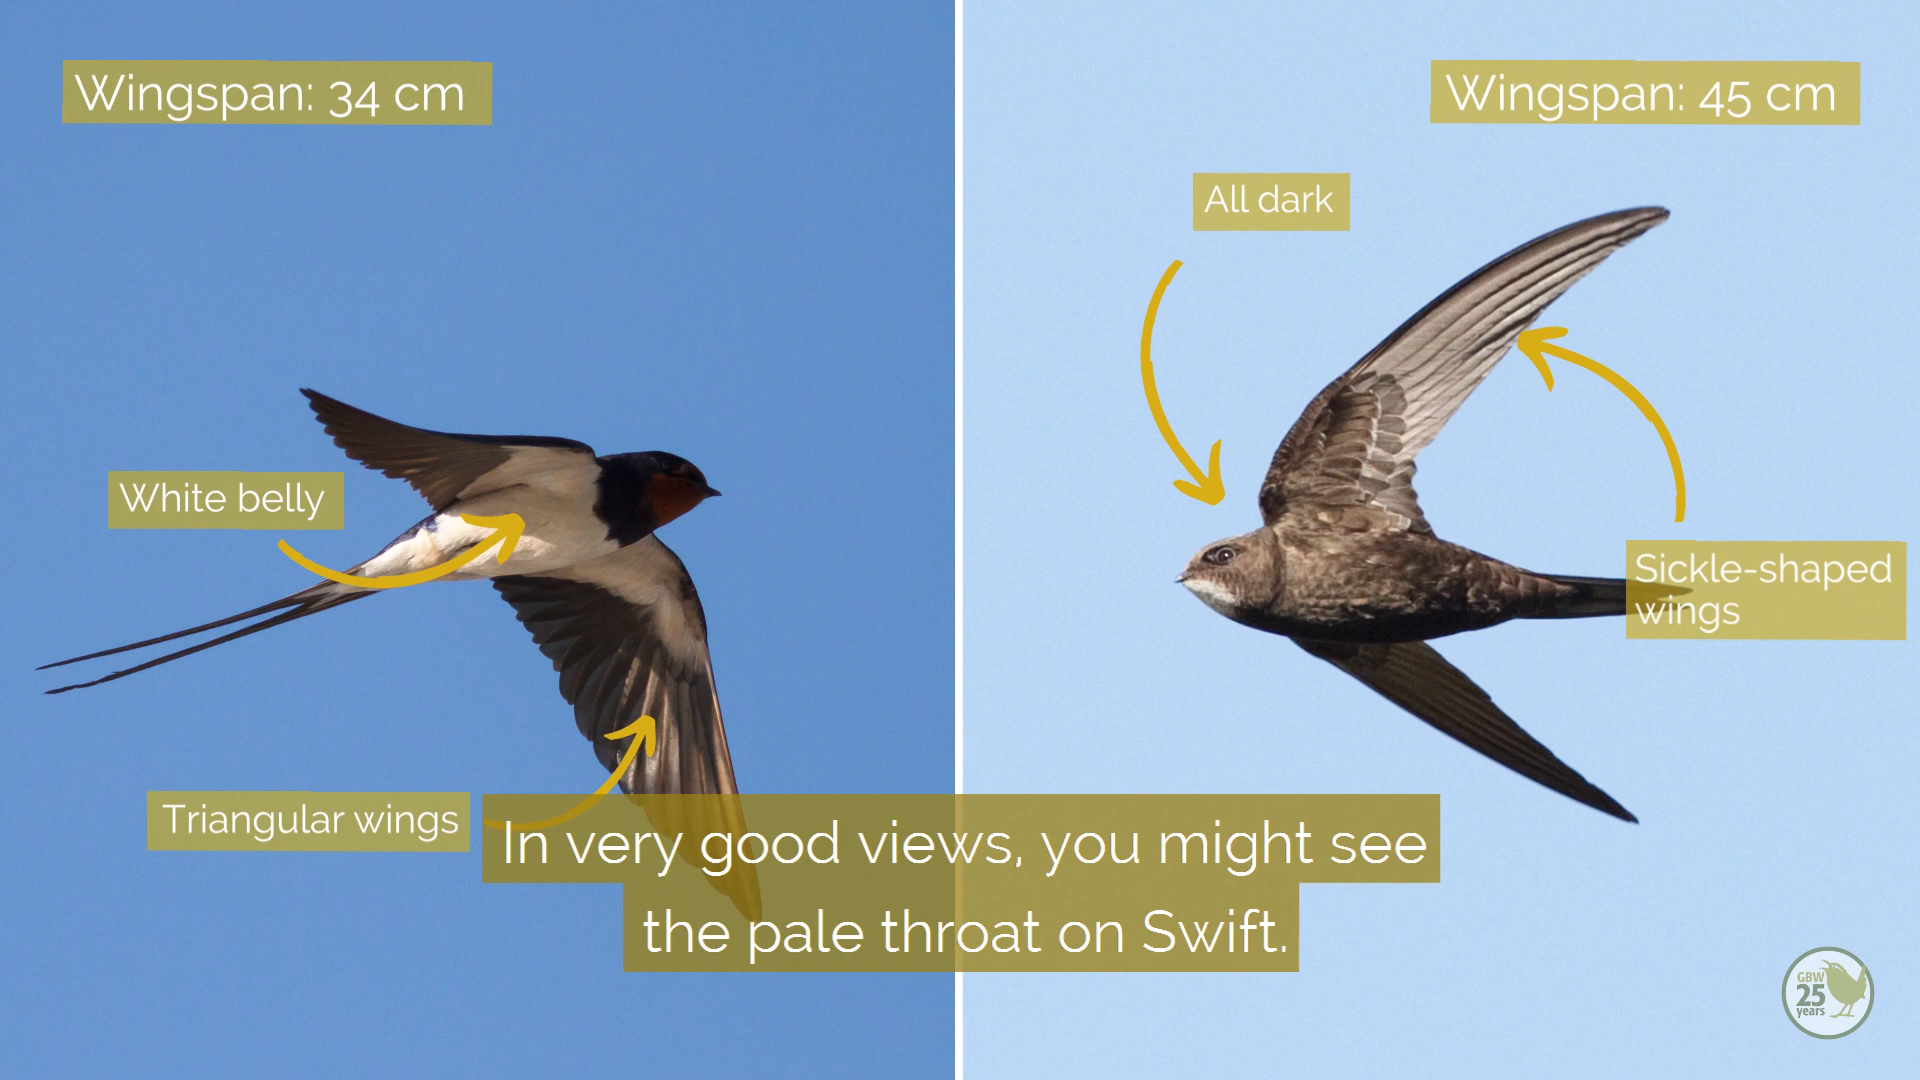 Wingspan: 34 cm
White belly
Triangular wings
Wingspan: 45 cm
All dark
Sickle-shaped
wings
In very good views, you might see
the pale throat on Swift.
GBW
25
years